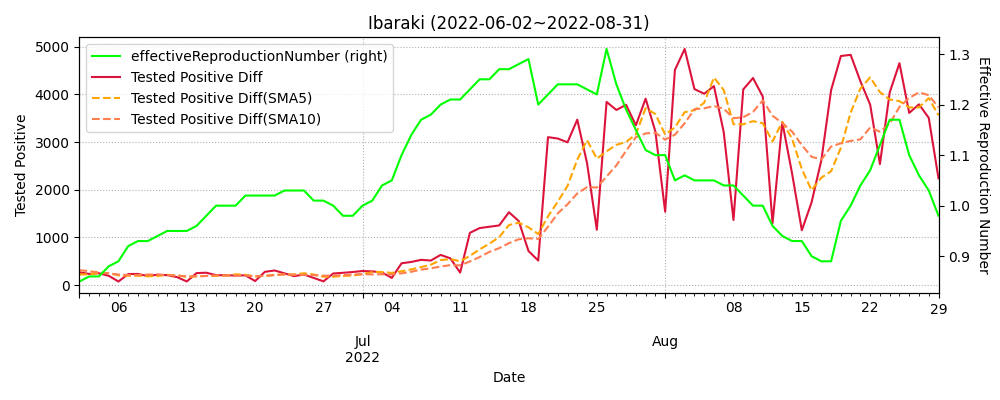 Ibaraki (2022-06-02~2022-08-31)
effectiveReproductionNumber (right)
Tested Positive Diff
Tested Positive Diff(SMA5)
Tested Positive Diff(SMA10)
Tested Positive
5000
4000
3000
2000
1000
0
1.3
1.2
1.1
1.0
0.9
Effective Reproduction Number
06 13 20 27 04 11 18 25 08 15 22 29
Jul Aug
2022
Date